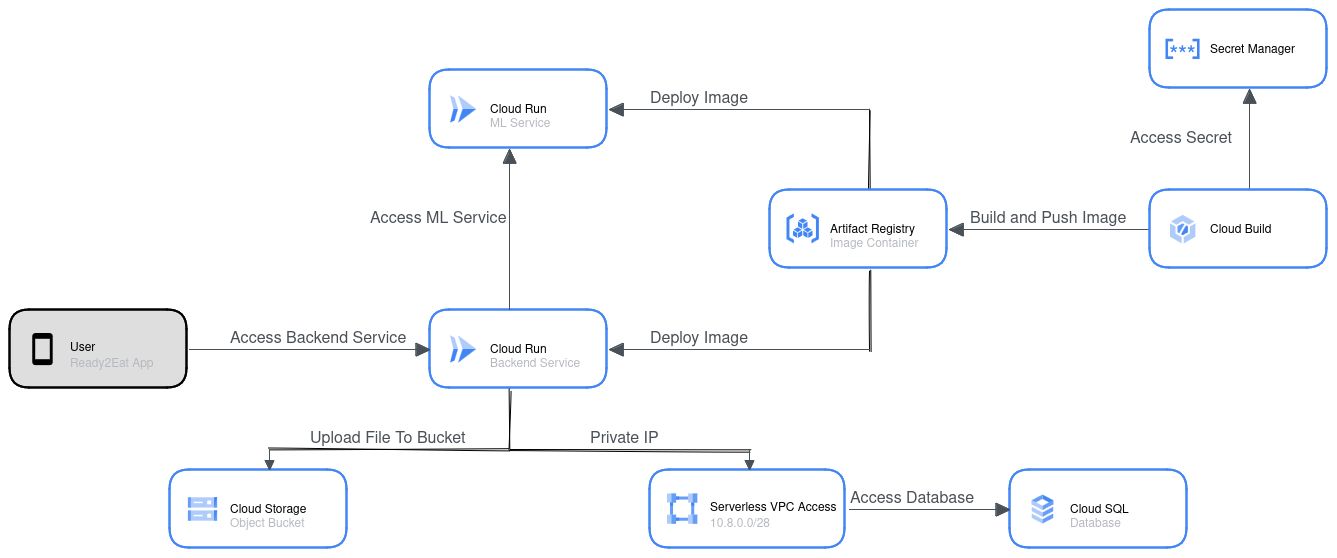 Secret Manager
Deploy Image
Cloud Run
ML Service
Access Secret
Access ML Service
Build and Push Image
Artifact Registry
Image Container
Cloud Build
User
Ready2Eat App
Access Backend Service
Cloud Run
Backend Service
Deploy Image
Upload File To Bucket
Private IP
Cloud Storage
Object Bucket
Serverless VPC Access
10.8.0.0/28
Access Database
Cloud SQL
Database